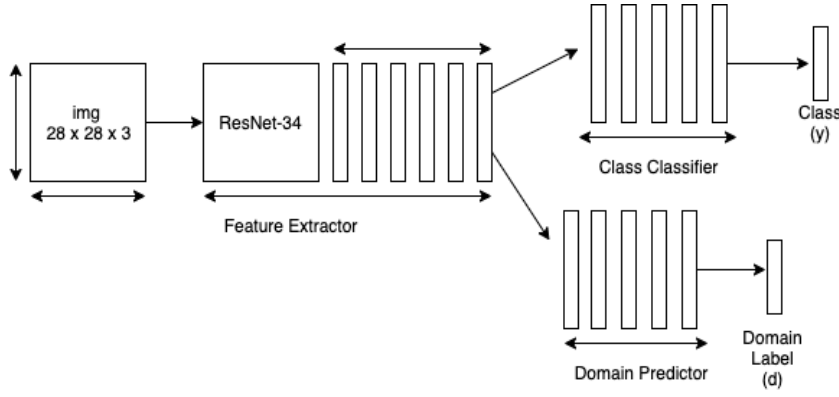 img
28 x 28 x 3
ResNet-34
Feature Extractor
Class Classifier
Class
(y)
Domain Predictor
Domain
Label
(d)